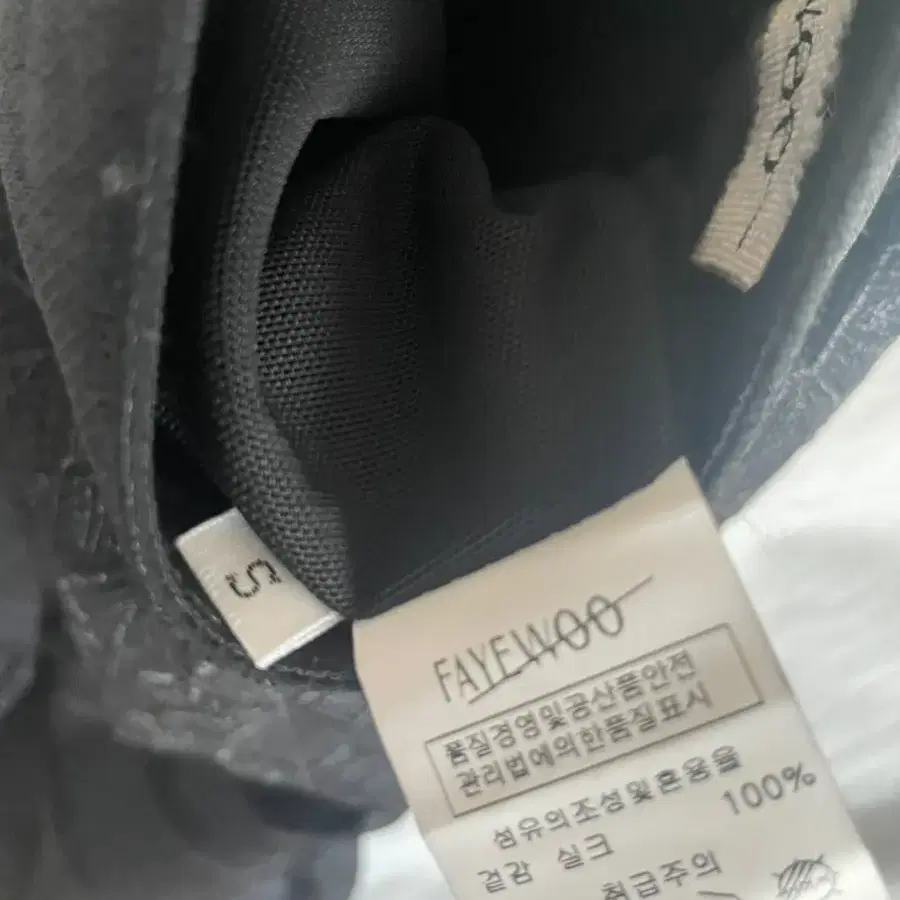 S
FAYEWOO
품질경영및공산품안전
관리법에의한품질표시
섬유의조성및혼용율
겉감 실크 100%
취급주의